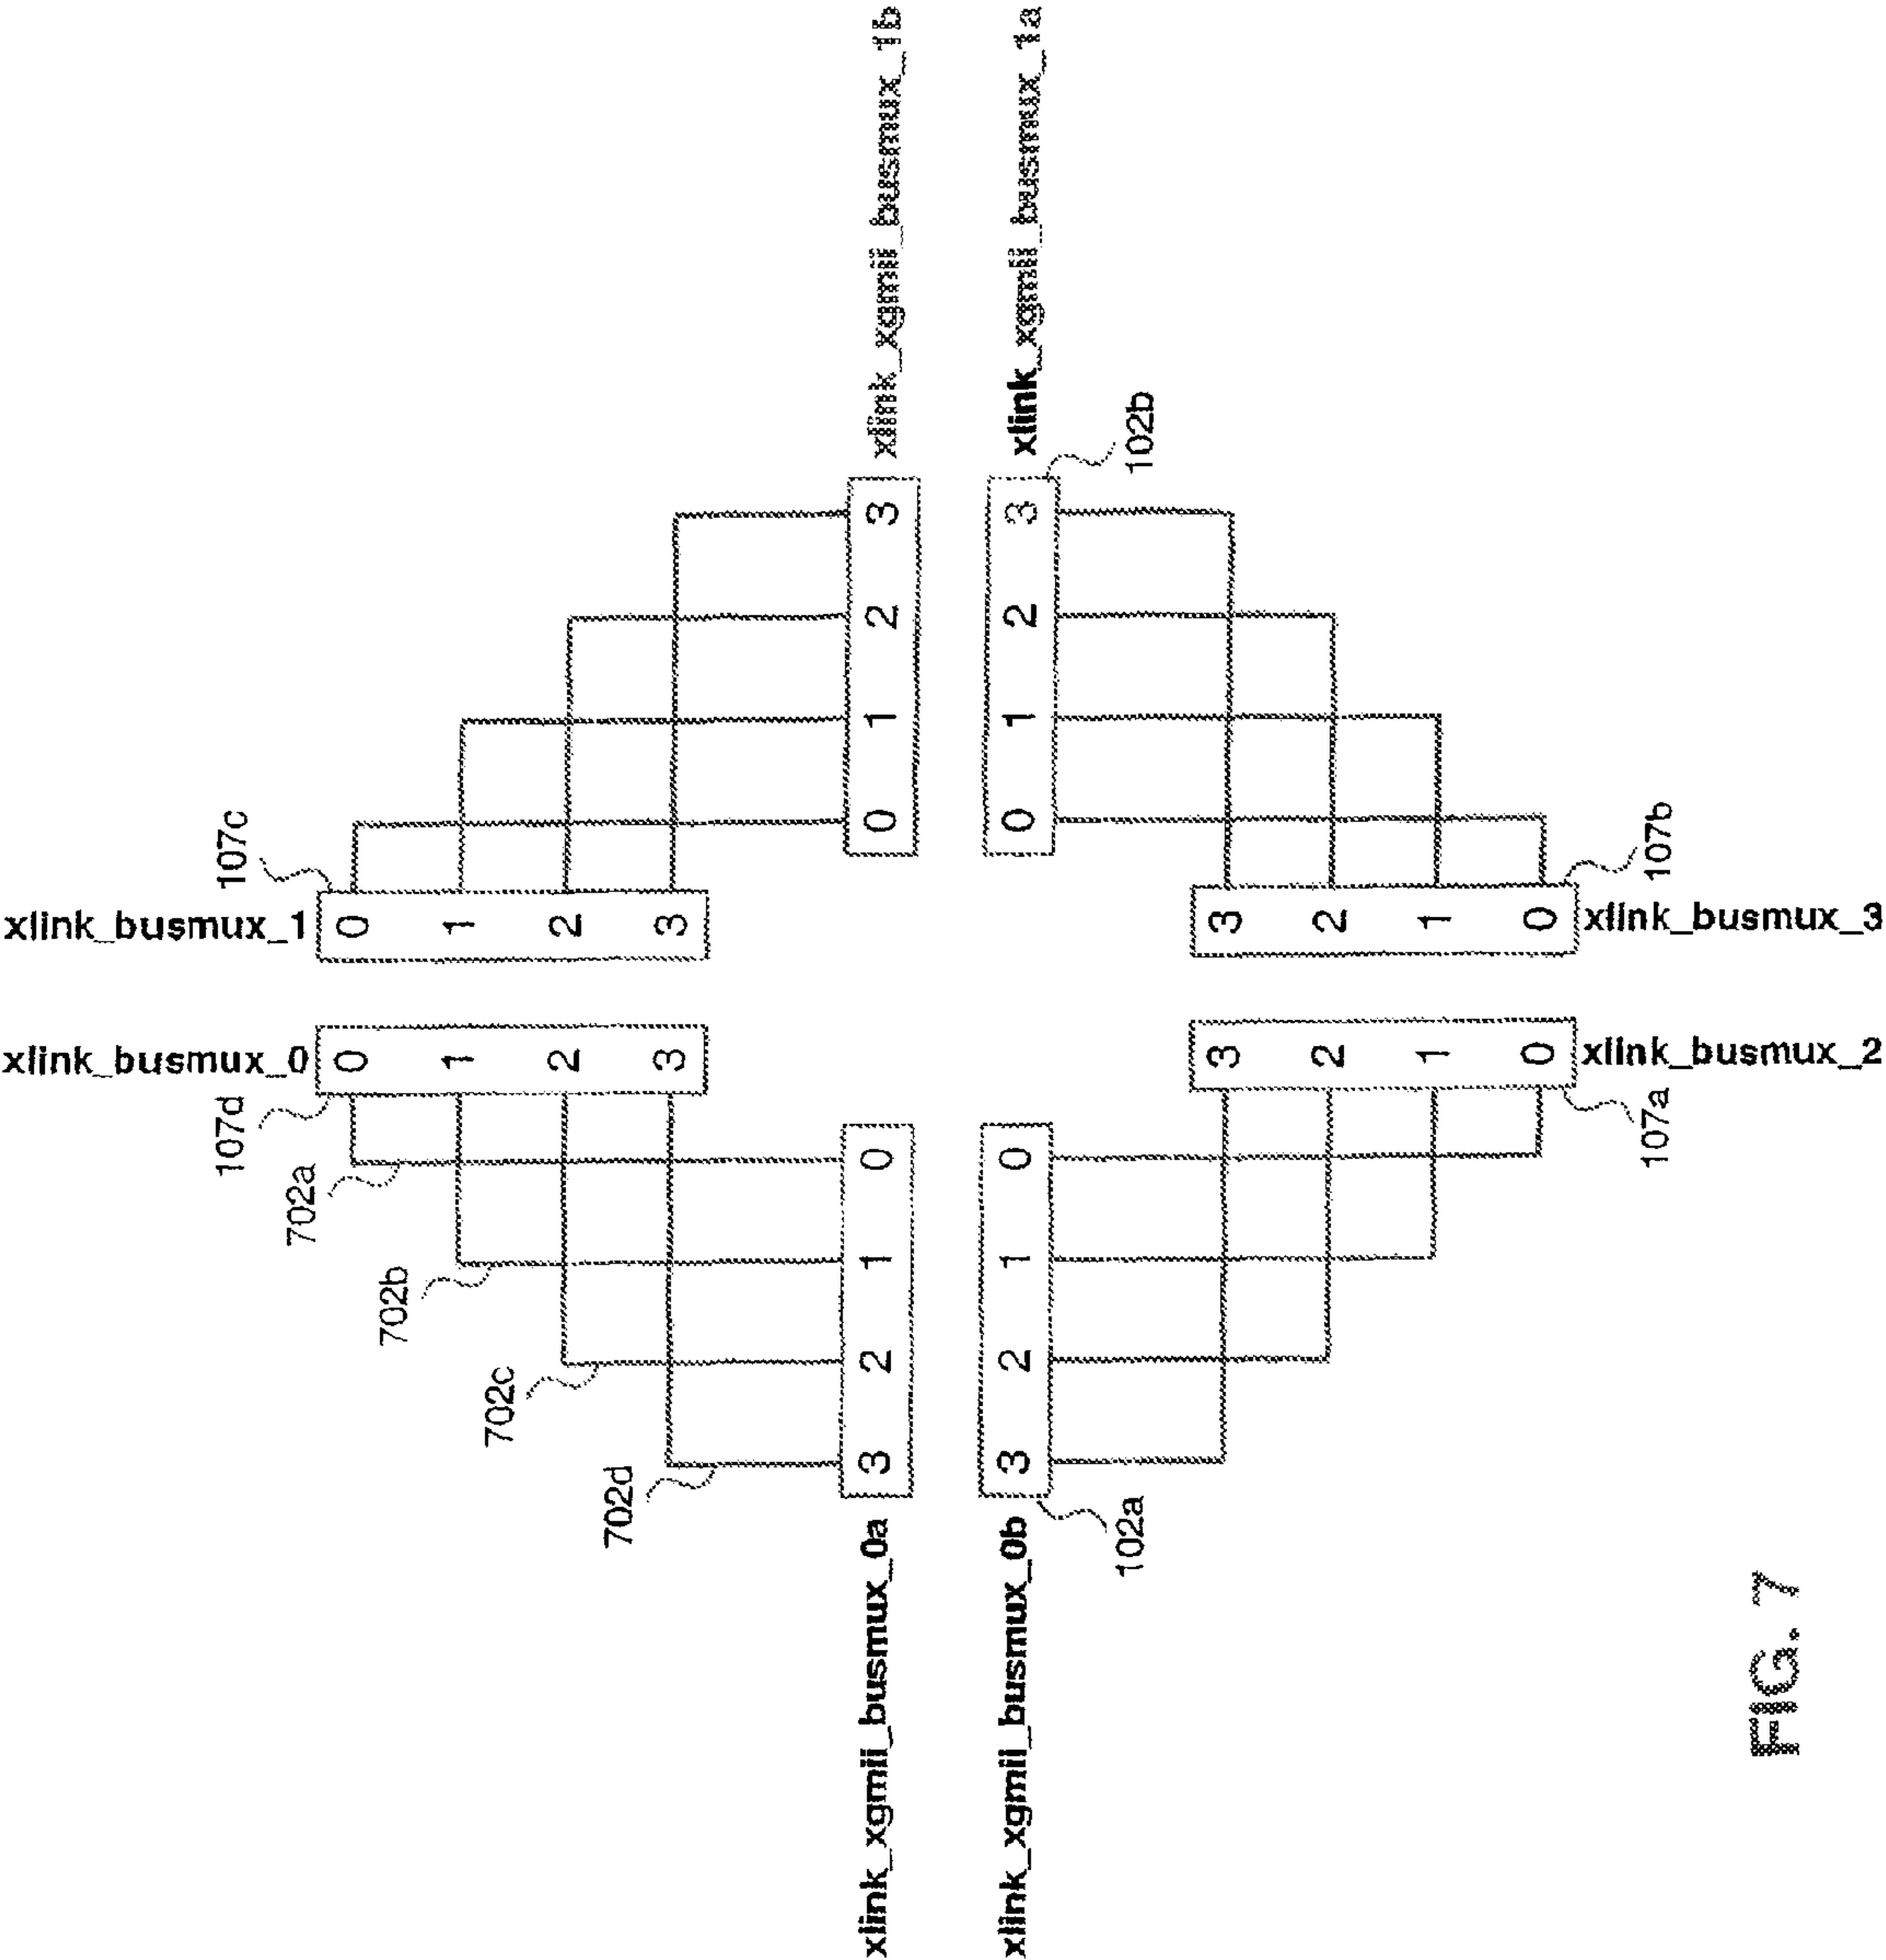 xlink_busmux_1
107c
0
1
2
3
xlink_xgmii_busmux_1b
0 1 2 3
xlink_busmux_0
107d
0
1
2
3
702a
702b
702c
702d
xlink_xgmii_busmux_0a
3 2 1 0
xlink_xgmii_busmux_1a
0 1 2 3
102b
xlink_busmux_3
107b
3
2
1
0
xlink_xgmii_busmux_0b
3 2 1 0
102a
xlink_busmux_2
107a
3
2
1
0
FIG. 7